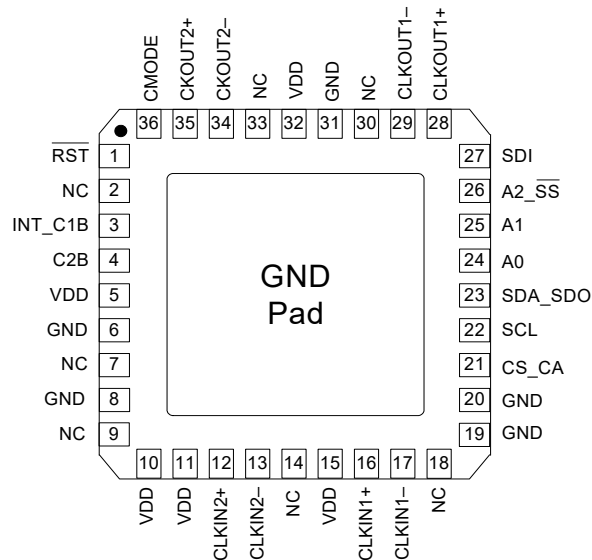 CMODE
CKOUT2+
CKOUT2–
NC
VDD
GND
NC
CLKOUT1–
CLKOUT1+
36 35 34 33 32 31 30 29 28
RST 1
NC 2
INT_C1B 3
C2B 4
VDD 5
GND 6
NC 7
GND 8
NC 9
GND
Pad
27 SDI
26 A2_SS
25 A1
24 A0
23 SDA_SDO
22 SCL
21 CS_CA
20 GND
19 GND
10 11 12 13 14 15 16 17 18
VDD
VDD
CLKIN2+
CLKIN2–
NC
VDD
CLKIN1+
CLKIN1–
NC